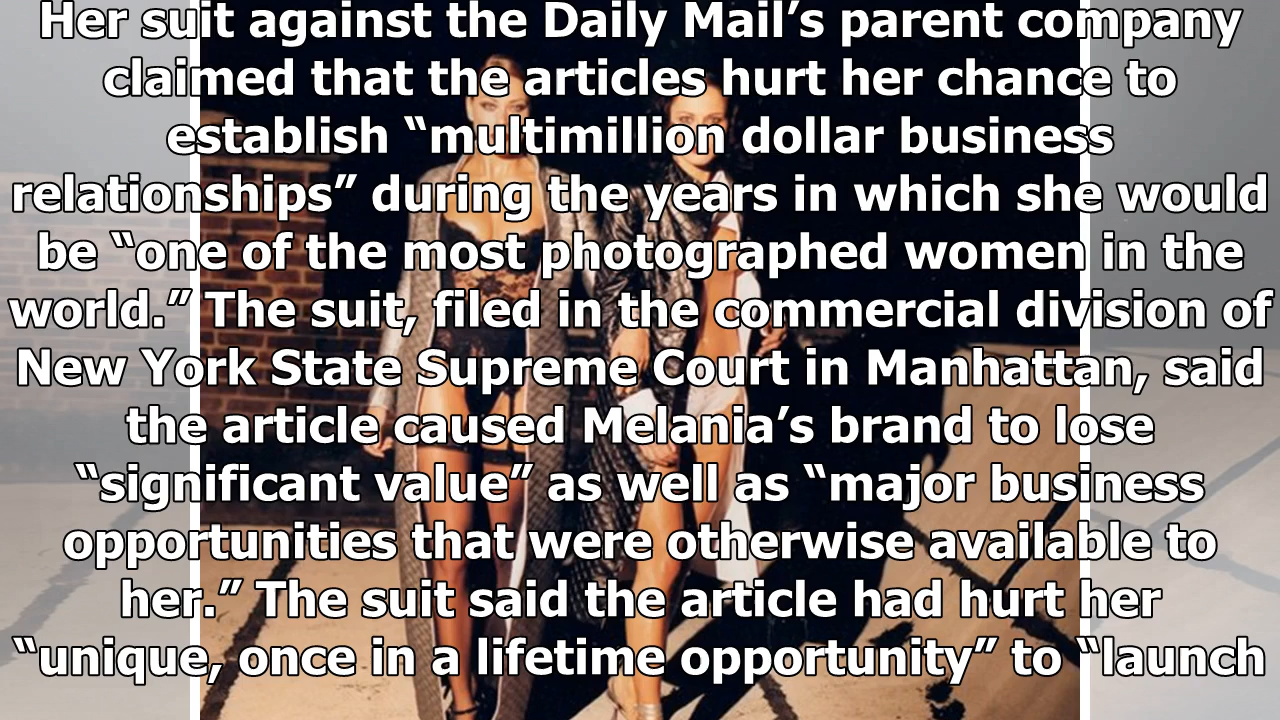 Her suit against the Daily Mail’s parent company
claimed that the articles hurt her chance to
establish “multimillion dollar business
relationships” during the years in which she would
be “one of the most photographed women in the
world.” The suit, filed in the commercial division of
New York State Supreme Court in Manhattan, said
the article caused Melania’s brand to lose
“significant value” as well as “major business
opportunities that were otherwise available to
her.” The suit said the article had hurt her
“unique, once in a lifetime opportunity” to “launch